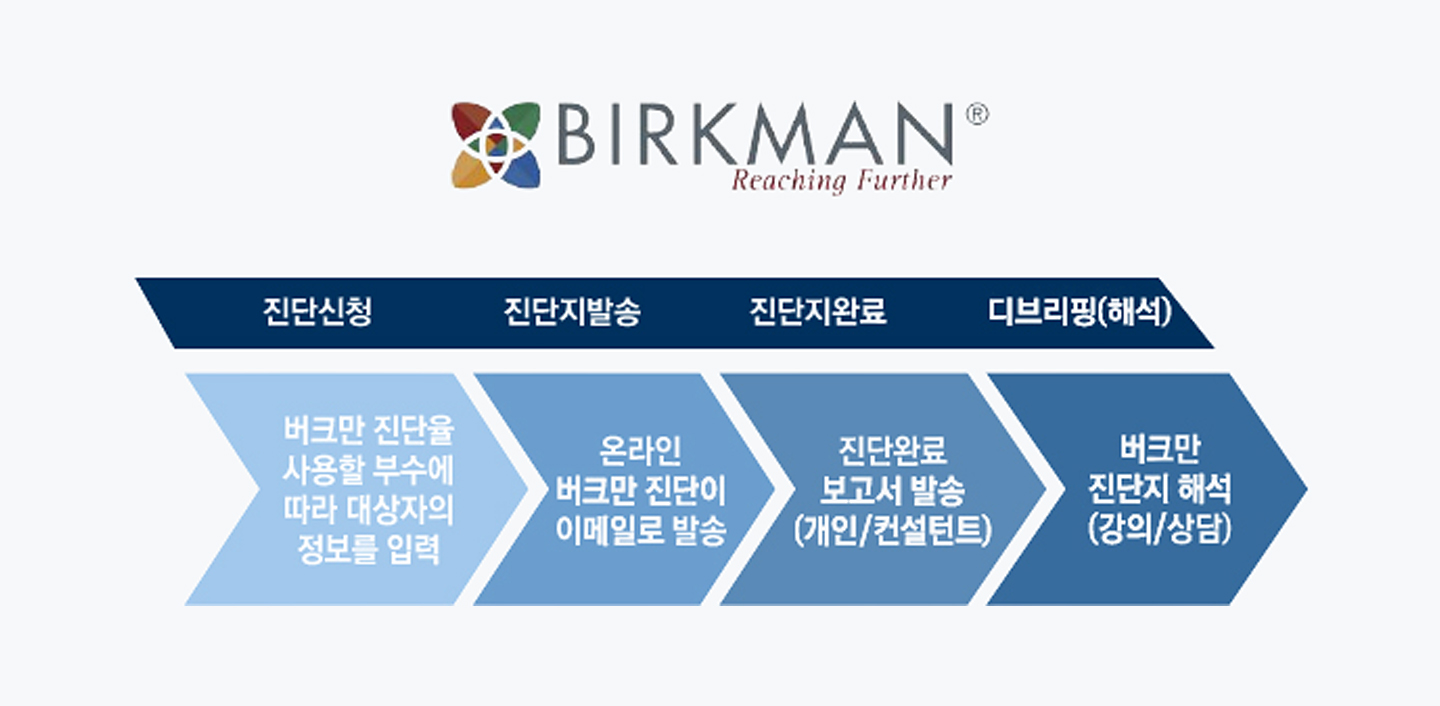 BIRKMAN®
Reaching Further
진단신청
진단지발송
진단지완료
디브리핑(해석)
버크만 진단율
사용할 부수에
따라 대상자의
정보를 입력
온라인
버크만 진단이
이메일로 발송
진단완료
보고서 발송
(개인/컨설턴트)
버크만
진단지 해석
(강의/상담)